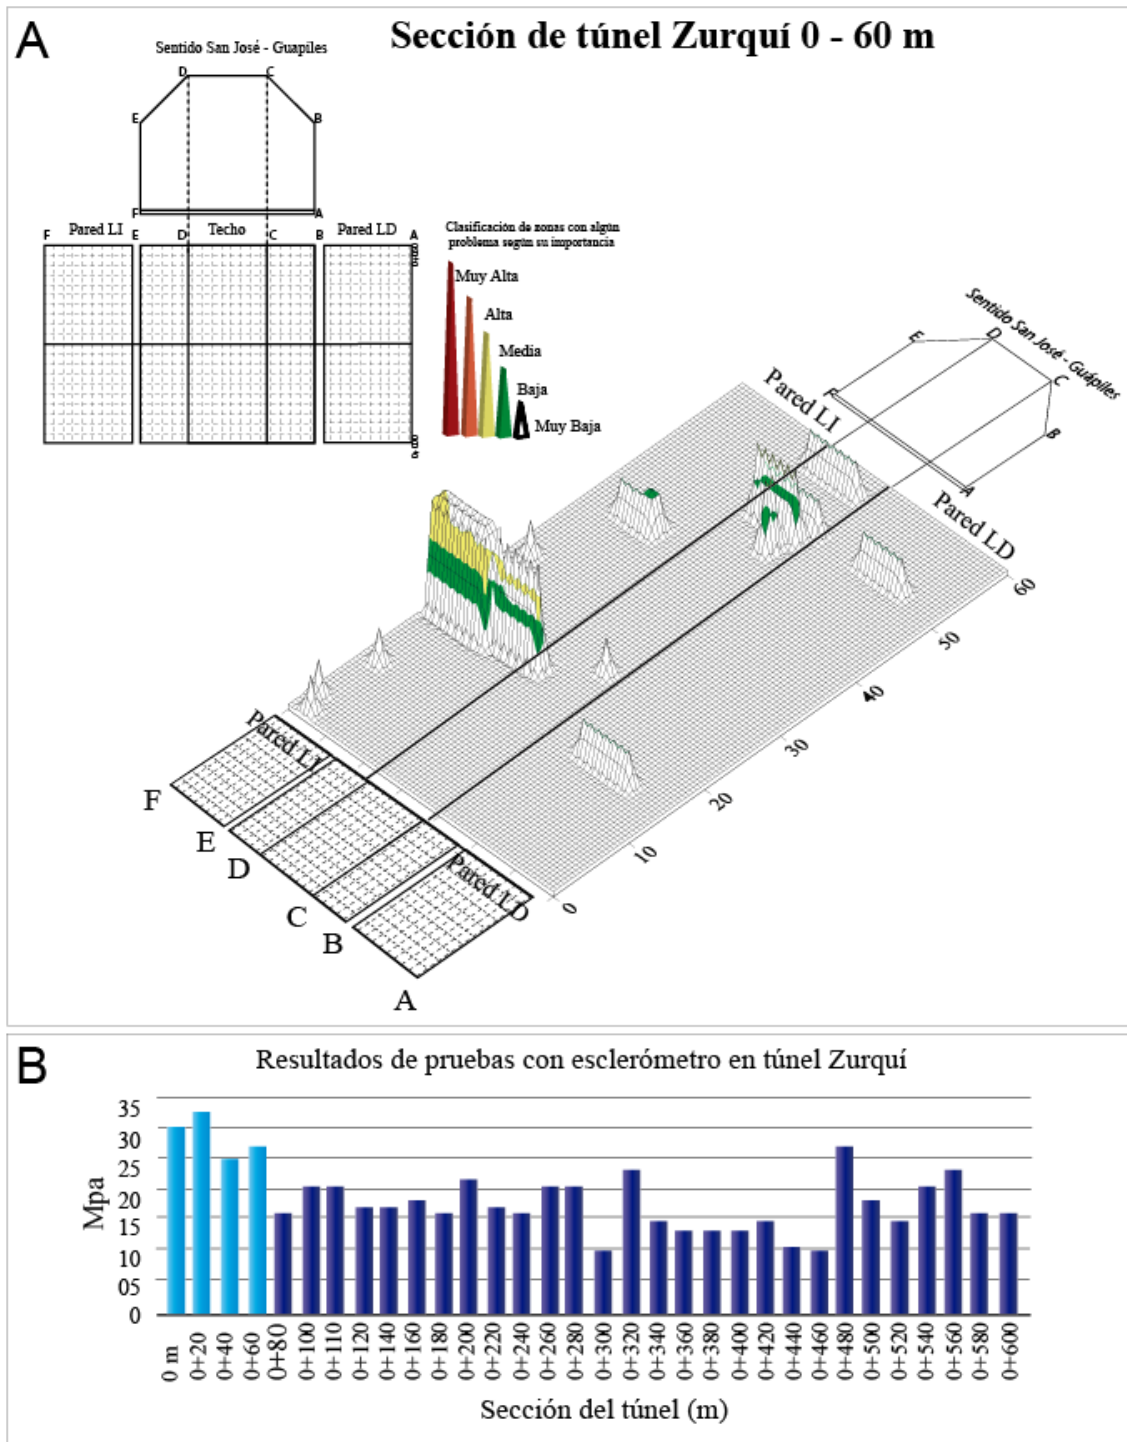 A
Sección de túnel Zurquí 0 - 60 m
Sentido San José - Guapiles
D
C
E
B
F
A
Pared LI
Techo
Pared LD
F
E
D
C
B
A
Clasificación de zonas con algún
problema según su importancia
Muy Alta
Alta
Media
Baja
Muy Baja
Sentido San José - Guápiles
E
D
C
F
B
A
Pared LI
Pared LD
60
50
40
30
20
10
0
Pared LI
Pared LD
F
E
D
C
B
A
B
Resultados de pruebas con esclerómetro en túnel Zurquí
Mpa
35
30
25
20
15
10
05
0
0 m
0+20
0+40
0+60
0+80
0+100
0+110
0+120
0+140
0+160
0+180
0+200
0+220
0+240
0+260
0+280
0+300
0+320
0+340
0+360
0+380
0+400
0+420
0+440
0+460
0+480
0+500
0+520
0+540
0+560
0+580
0+600
Sección del túnel (m)